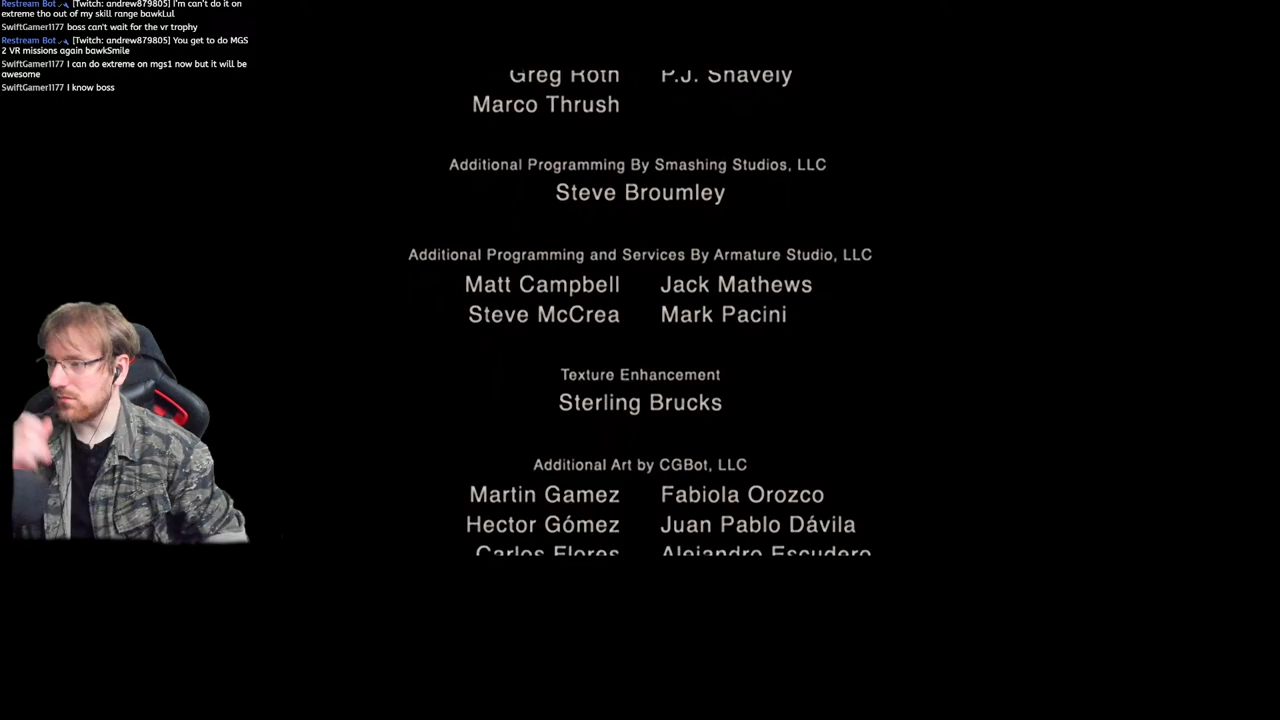 Restream Bot [Twitch: andrew879805] I'm can't do it on
extreme tho out of my skill range bawkLul
SwiftGamer1177 boss can't wait for the vr trophy
Restream Bot [Twitch: andrew879805] You get to do MGS
2 VR missions again bawkSmile
SwiftGamer1177 I can do extreme on mgs1 now but it will be
awesome
SwiftGamer1177 I know boss
Greg Roth P.J. Snavely
Marco Thrush
Additional Programming By Smashing Studios, LLC
Steve Broumley
Additional Programming and Services By Armature Studio, LLC
Matt Campbell Jack Mathews
Steve McCrea Mark Pacini
Texture Enhancement
Sterling Brucks
Additional Art by CGBot, LLC
Martin Gamez Fabiola Orozco
Hector Gómez Juan Pablo Dávila
Carlos Flores Alejandro Escudero